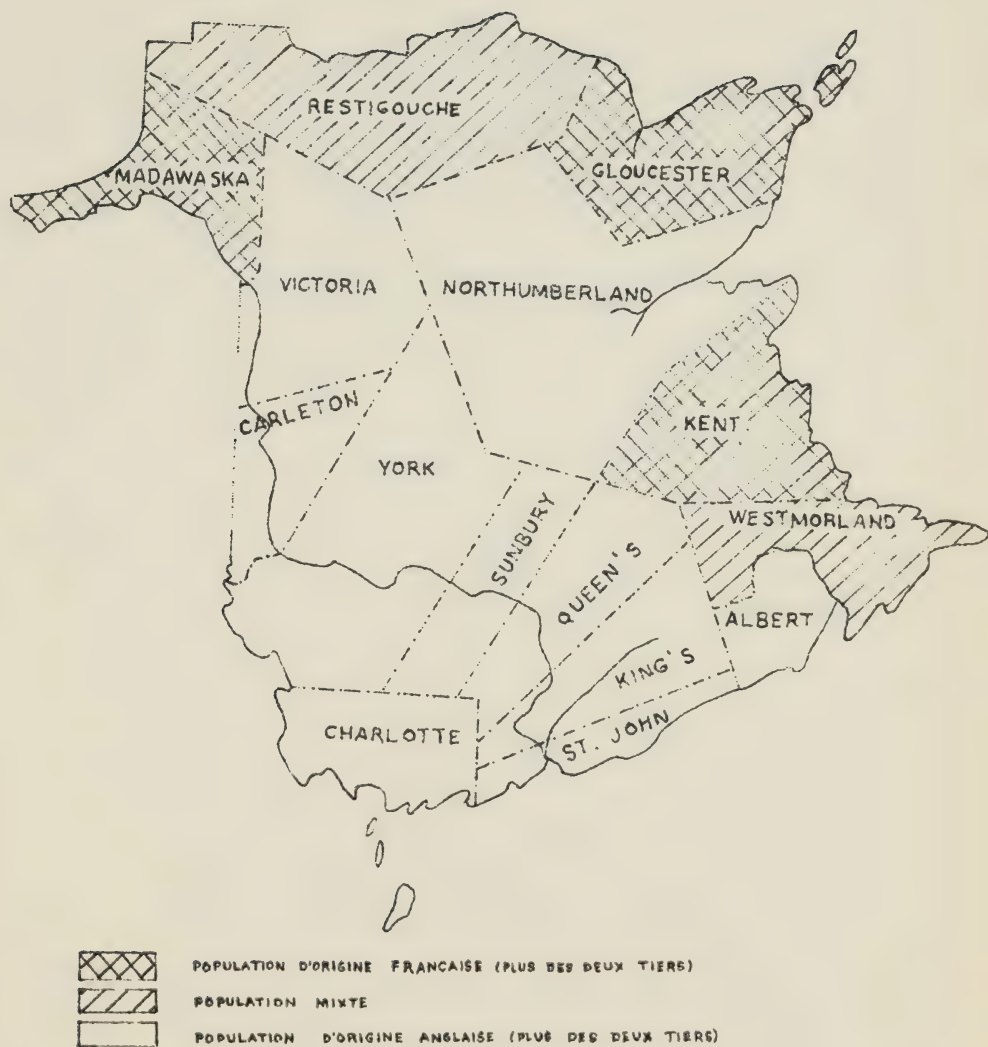 RESTIGOUCHE
GLOUCESTER
MADAWASKA
VICTORIA
NORTHUMBERLAND
CARLETON
KENT
YORK
WESTMORLAND
SUNBURY
QUEEN'S
ALBERT
KING'S
CHARLOTTE
ST. JOHN
POPULATION D'ORIGINE FRANCAISE (PLUS DES DEUX TIERS)
POPULATION MIXTE
POPULATION D'ORIGINE ANGLAISE (PLUS DES DEUX TIERS)